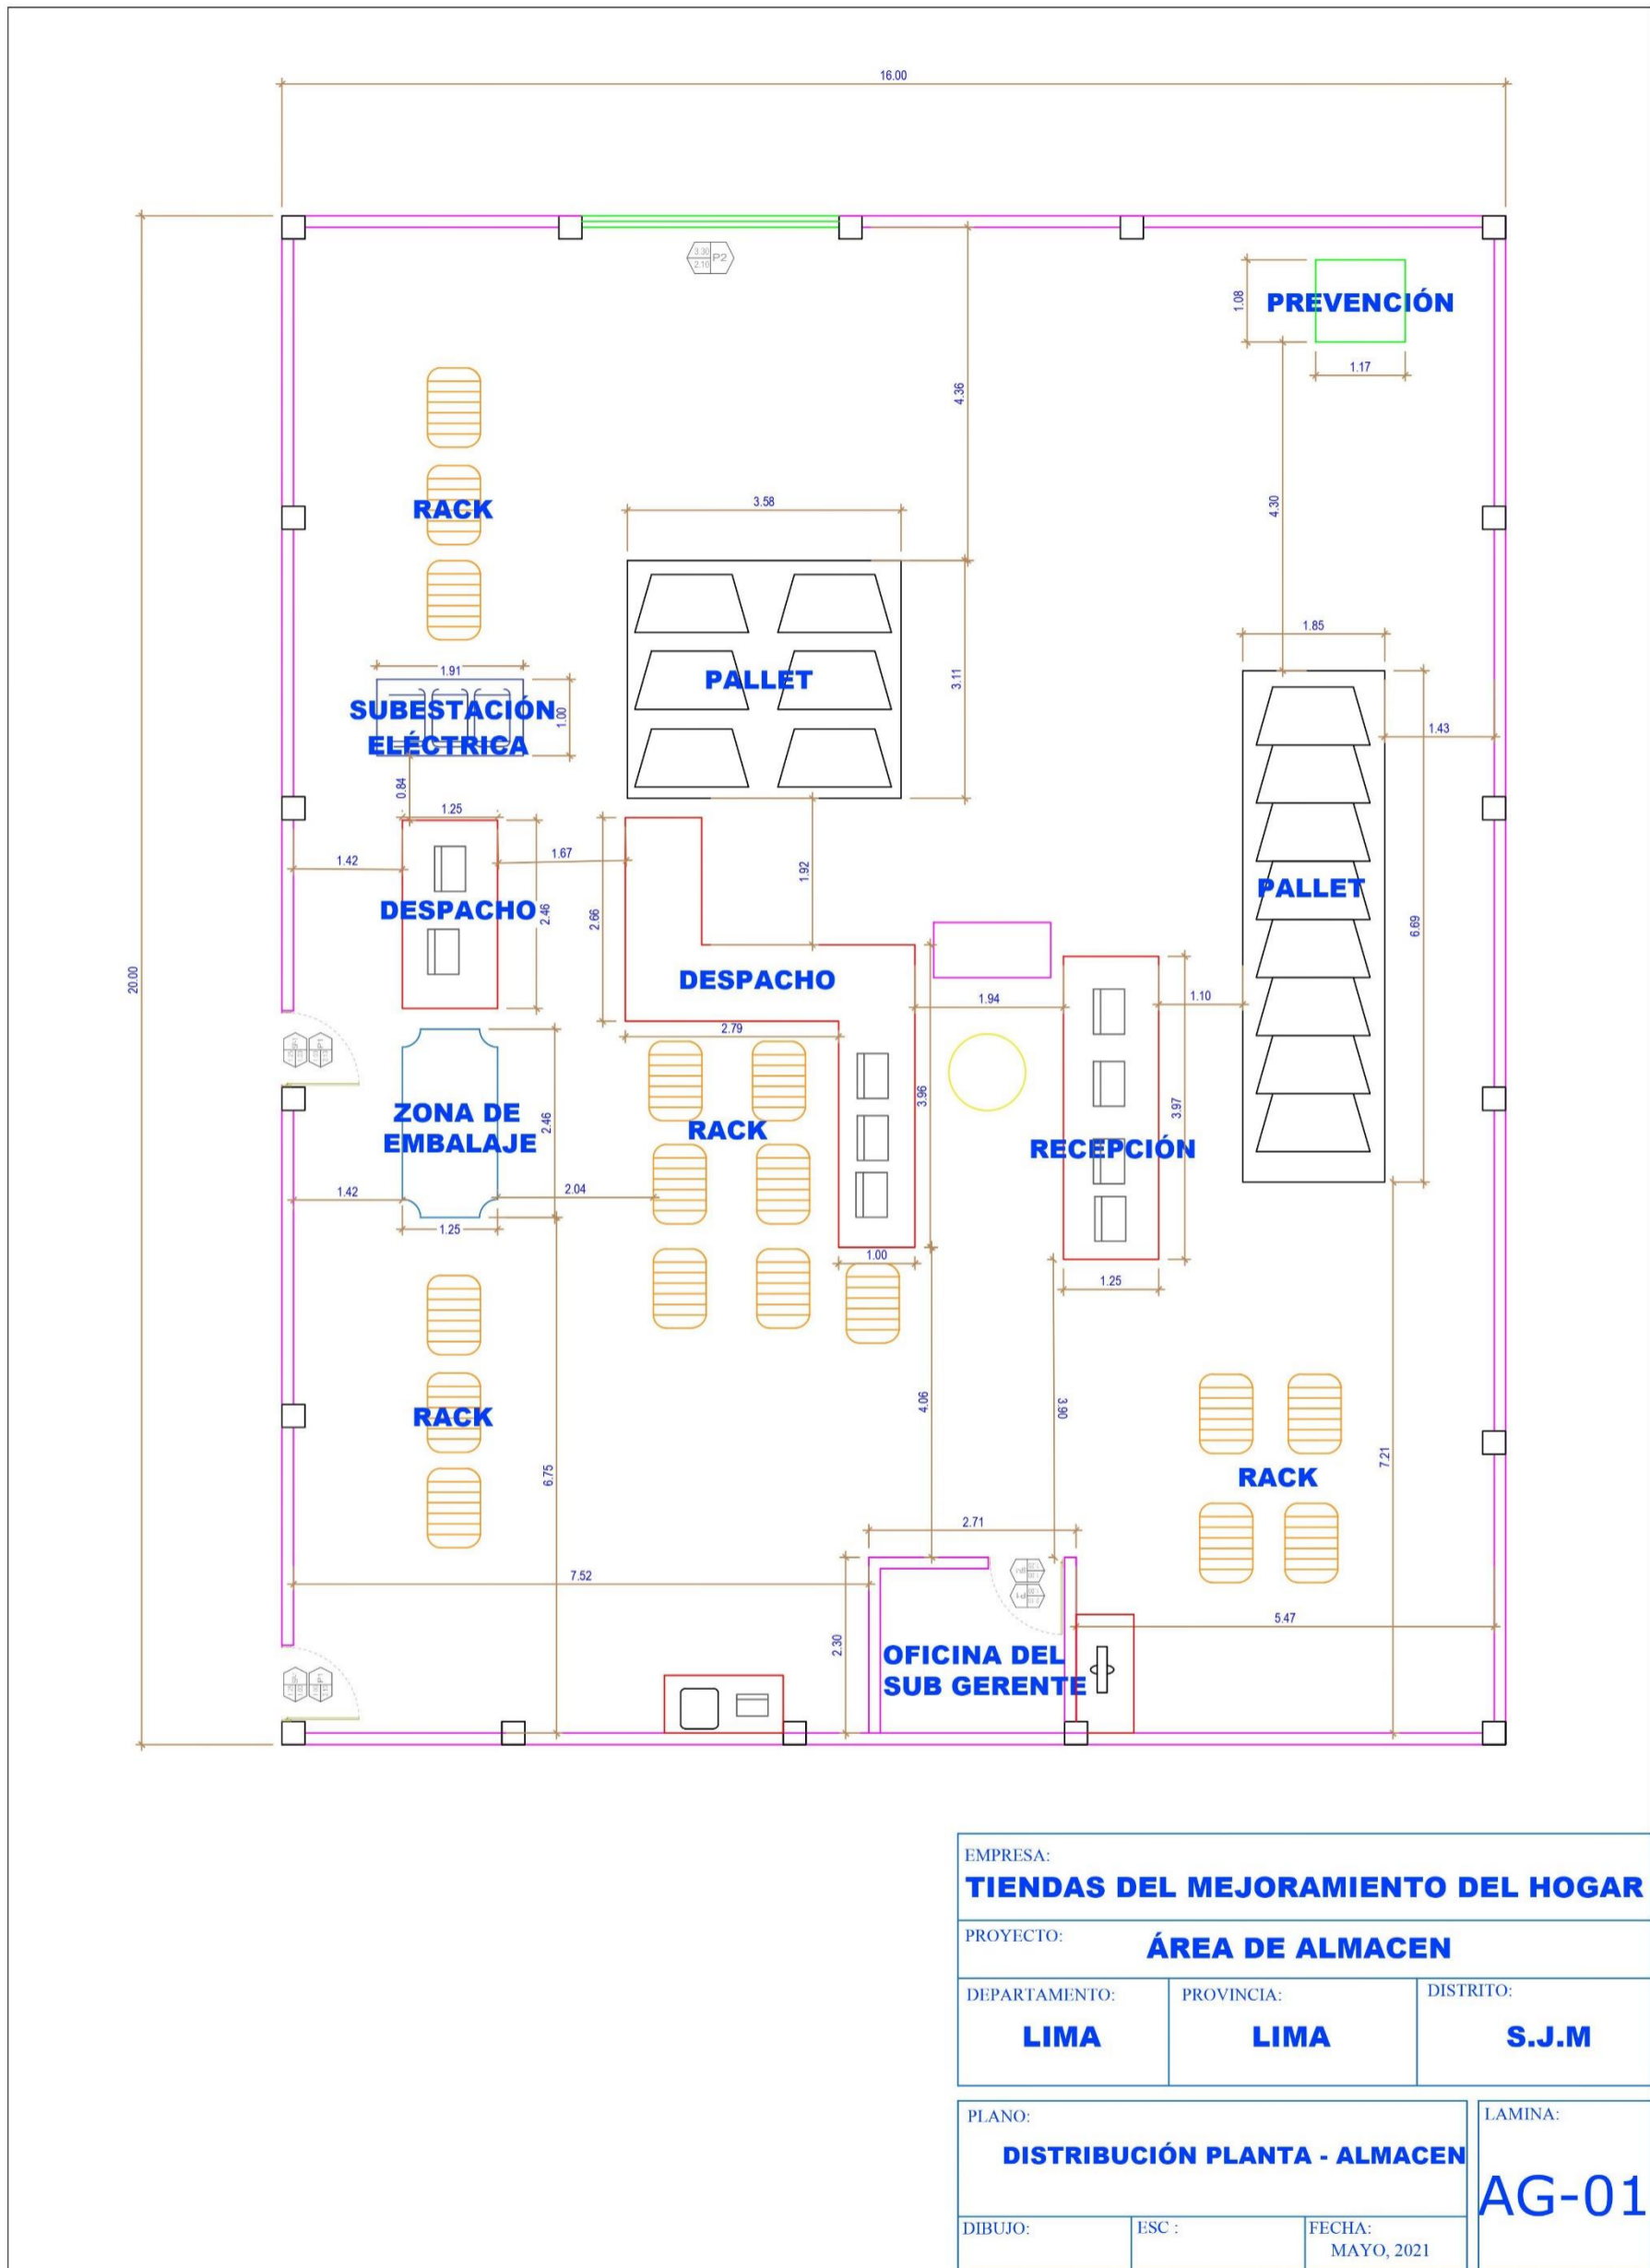 16.00
3.30
2.10
P2
PREVENCIÓN
1.08
1.17
4.36
4.30
RACK
3.58
1.85
PALLET
3.11
1.91
SUBESTACIÓN
ELÉCTRICA
1.00
0.84
1.43
1.25
1.42
1.67
1.92
PALLET
DESPACHO
2.46
2.66
6.69
20.00
DESPACHO
1.94
1.10
2.79
ZONA DE
EMBALAJE
2.46
RACK
3.96
3.97
RECEPCIÓN
1.42
2.04
1.25
1.00
1.25
RACK
4.06
3.90
6.75
7.21
RACK
2.71
7.52
2.30
5.47
OFICINA DEL
SUB GERENTE
EMPRESA:
TIENDAS DEL MEJORAMIENTO DEL HOGAR
PROYECTO:
ÁREA DE ALMACEN
DEPARTAMENTO: PROVINCIA: DISTRITO:
LIMA LIMA S.J.M
PLANO: LAMINA:
DISTRIBUCIÓN PLANTA - ALMACEN
AG-01
DIBUJO: ESC : FECHA:
MAYO, 2021